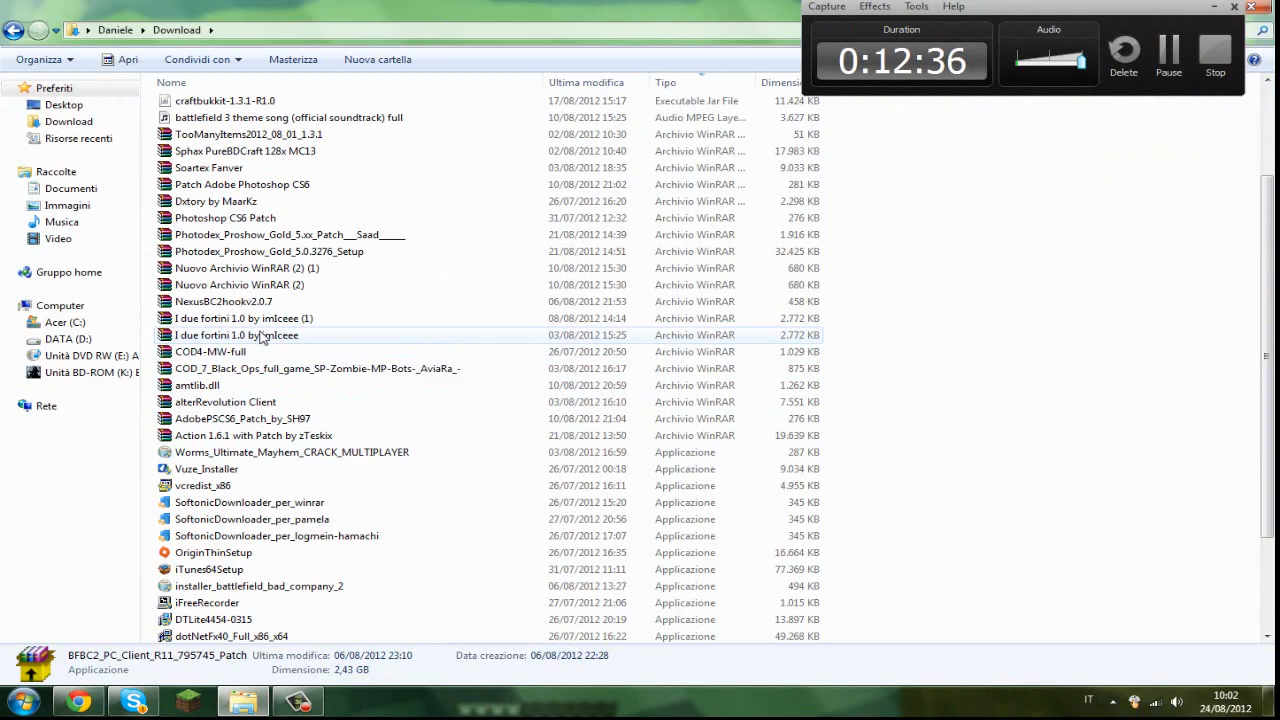 Capture Effects Tools Help
Duration
0:12:36
Audio
Delete Pause Stop
Daniele Download
Organizza Apri Condividi con Masterizza Nuova cartella
Preferiti
Desktop
Download
Risorse recenti
Raccolte
Documenti
Immagini
Musica
Video
Gruppo home
Computer
Acer (C:)
DATA (D:)
Unità DVD RW (E:) A
Unità BD-ROM (K:) E
Rete
Nome Ultima modifica Tipo Dimensio
craftbukkit-1.3.1-R1.0 17/08/2012 15:17 Executable Jar File 11.424 KB
battlefield 3 theme song (official soundtrack) full 10/08/2012 15:25 Audio MPEG Laye... 3.627 KB
TooManyItems2012_08_01_1.3.1 02/08/2012 10:30 Archivio WinRAR ... 51 KB
Sphax PureBDCraft 128x MC13 02/08/2012 10:40 Archivio WinRAR ... 17.983 KB
Soartex Fanver 03/08/2012 18:35 Archivio WinRAR ... 9.033 KB
Patch Adobe Photoshop CS6 10/08/2012 21:02 Archivio WinRAR ... 281 KB
Dxtory by MaarKz 26/07/2012 16:20 Archivio WinRAR ... 2.298 KB
Photoshop CS6 Patch 31/07/2012 12:32 Archivio WinRAR 276 KB
Photodex_Proshow_Gold_5.xx_Patch___Saad_____ 21/08/2012 14:39 Archivio WinRAR 1.916 KB
Photodex_Proshow_Gold_5.0.3276_Setup 21/08/2012 14:51 Archivio WinRAR 32.425 KB
Nuovo Archivio WinRAR (2) (1) 10/08/2012 15:30 Archivio WinRAR 680 KB
Nuovo Archivio WinRAR (2) 10/08/2012 15:30 Archivio WinRAR 680 KB
NexusBC2hookv2.0.7 06/08/2012 21:53 Archivio WinRAR 458 KB
I due fortini 1.0 by imIceee (1) 08/08/2012 14:14 Archivio WinRAR 2.772 KB
I due fortini 1.0 by imIceee 03/08/2012 15:25 Archivio WinRAR 2.772 KB
COD4-MW-full 26/07/2012 20:50 Archivio WinRAR 1.029 KB
COD_7_Black_Ops_full_game_SP-Zombie-MP-Bots-_AviaRa_- 03/08/2012 16:17 Archivio WinRAR 875 KB
amtlib.dll 10/08/2012 20:59 Archivio WinRAR 1.262 KB
alterRevolution Client 03/08/2012 16:10 Archivio WinRAR 7.551 KB
AdobePSCS6_Patch_by_SH97 10/08/2012 21:04 Archivio WinRAR 276 KB
Action 1.6.1 with Patch by zTeskix 21/08/2012 13:50 Archivio WinRAR 19.639 KB
Worms_Ultimate_Mayhem_CRACK_MULTIPLAYER 03/08/2012 16:59 Applicazione 287 KB
Vuze_Installer 26/07/2012 00:18 Applicazione 9.034 KB
vcredist_x86 26/07/2012 16:11 Applicazione 4.955 KB
SoftonicDownloader_per_winrar 26/07/2012 15:20 Applicazione 345 KB
SoftonicDownloader_per_pamela 27/07/2012 20:56 Applicazione 345 KB
SoftonicDownloader_per_logmein-hamachi 26/07/2012 17:07 Applicazione 345 KB
OriginThinSetup 26/07/2012 16:35 Applicazione 16.664 KB
iTunes64Setup 31/07/2012 11:11 Applicazione 77.369 KB
installer_battlefield_bad_company_2 06/08/2012 13:27 Applicazione 494 KB
iFreeRecorder 27/07/2012 21:06 Applicazione 1.015 KB
DTLite4454-0315 26/07/2012 20:19 Applicazione 13.897 KB
dotNetFx40_Full_x86_x64 26/07/2012 16:22 Applicazione 49.268 KB
BFBC2_PC_Client_R11_795745_Patch Ultima modifica: 06/08/2012 23:10 Data creazione: 06/08/2012 22:28
Applicazione Dimensione: 2,43 GB
IT 10:02
24/08/2012